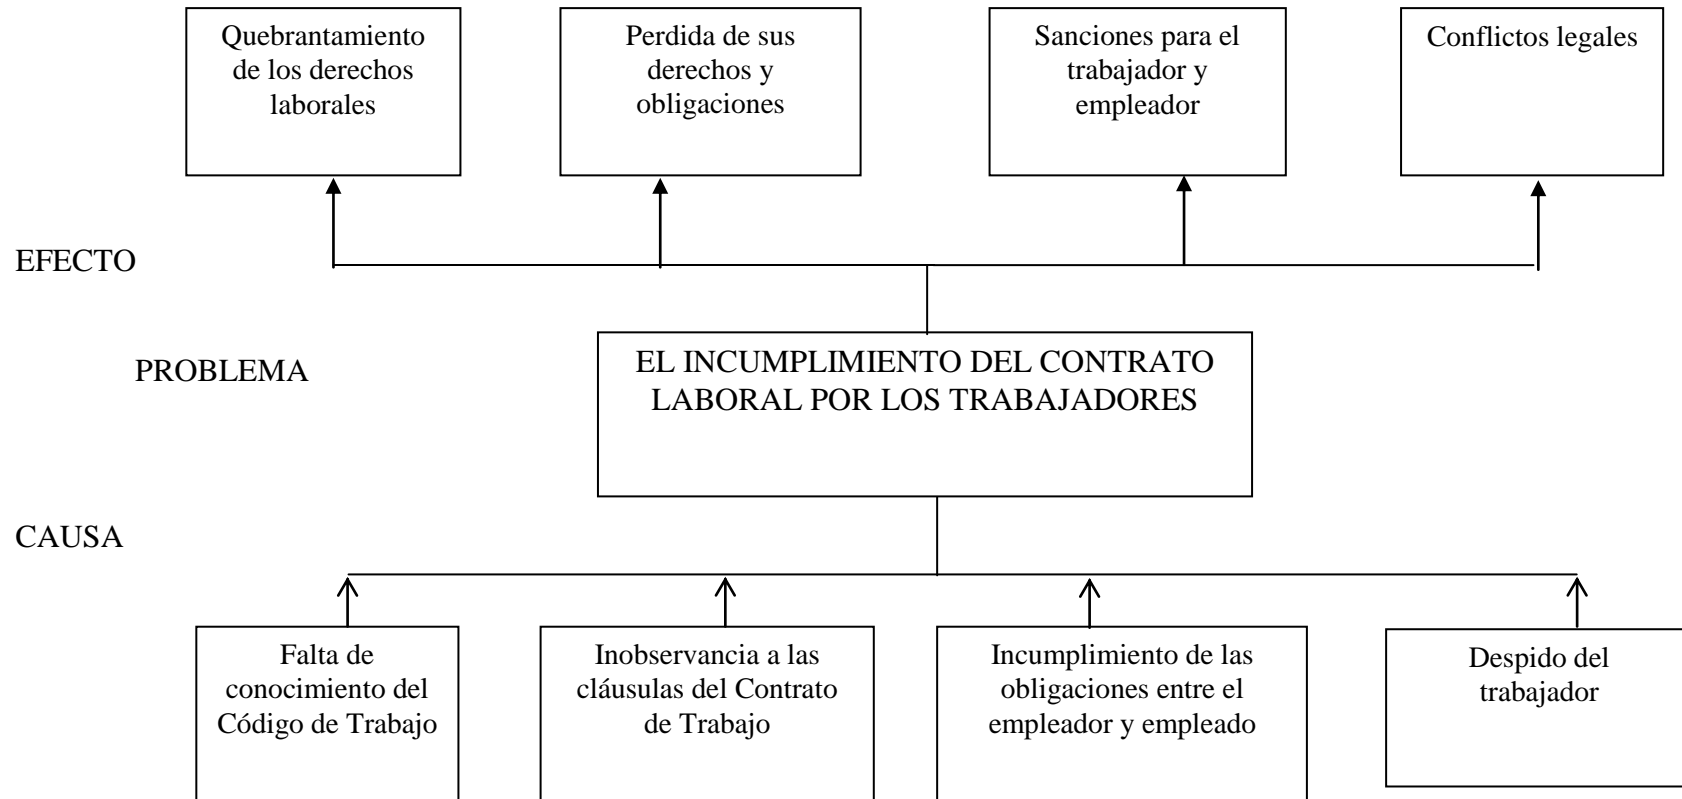 Quebrantamiento
de los derechos
laborales
Perdida de sus
derechos y
obligaciones
Sanciones para el
trabajador y
empleador
Conflictos legales
EFECTO
PROBLEMA
EL INCUMPLIMIENTO DEL CONTRATO
LABORAL POR LOS TRABAJADORES
CAUSA
Falta de
conocimiento del
Código de Trabajo
Inobservancia a las
cláusulas del Contrato
de Trabajo
Incumplimiento de las
obligaciones entre el
empleador y empleado
Despido del
trabajador